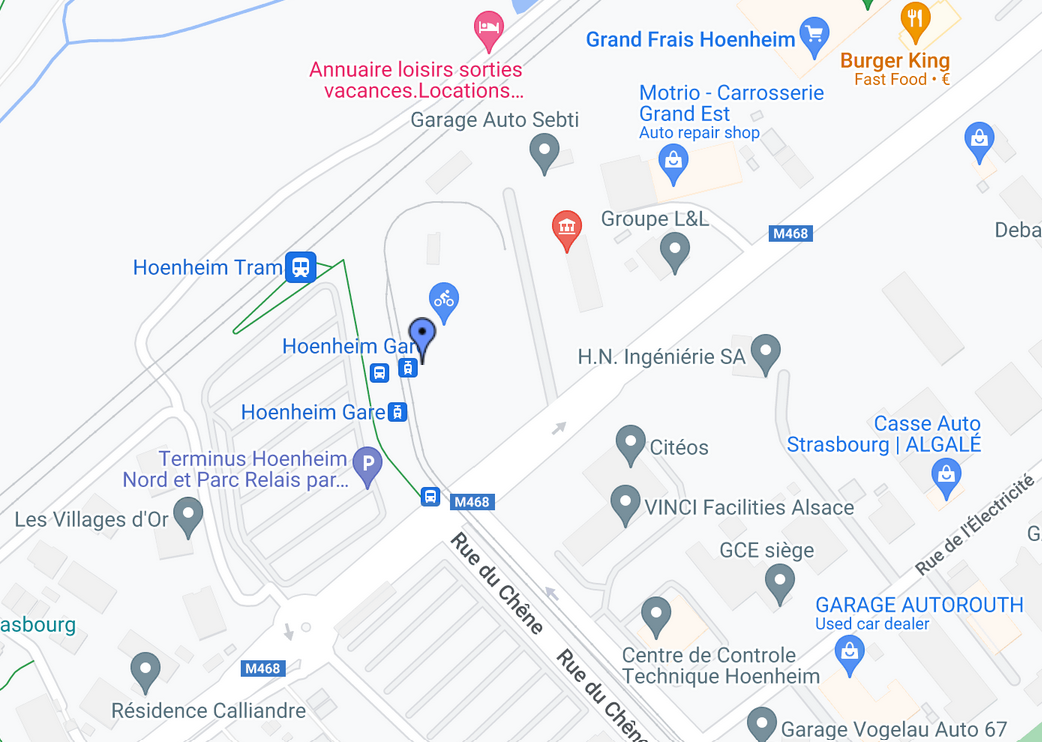 Grand Frais Hoenheim
Burger King
Fast Food • €
Annuaire loisirs sorties
vacances.Locations...
Motrio - Carrosserie
Grand Est
Auto repair shop
Garage Auto Sebti
Groupe L&L
M468
Deba
Hoenheim Tram
Hoenheim Gare
H.N. Ingéniérie SA
Hoenheim Gare
Casse Auto
Strasbourg | ALGALÉ
Citéos
Terminus Hoenheim
Nord et Parc Relais par...
P
M468
VINCI Facilities Alsace
Les Villages d'Or
Rue de l'Électricité
G
GCE siège
Rue du Chêne
GARAGE AUTOROUTH
Used car dealer
asbourg
Centre de Controle
Technique Hoenheim
M468
Rue du Chêne
Résidence Calliandre
Garage Vogelau Auto 67